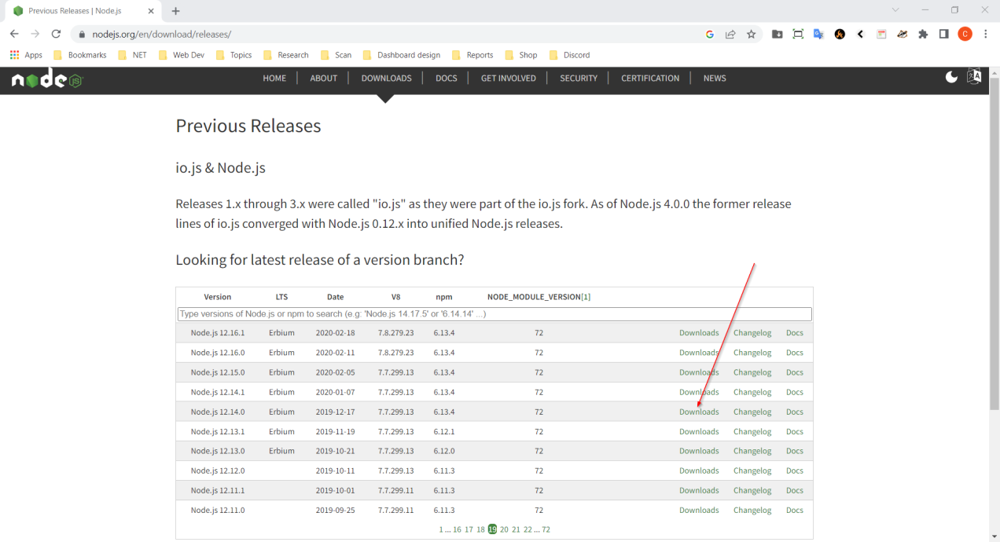 Previous Releases | Node.js
nodejs.org/en/download/releases/
C
Apps Bookmarks NET Web Dev Topics Research Scan Dashboard design Reports Shop Discord
node JS
HOME ABOUT DOWNLOADS DOCS GET INVOLVED SECURITY CERTIFICATION NEWS
Previous Releases
io.js & Node.js
Releases 1.x through 3.x were called "io.js" as they were part of the io.js fork. As of Node.js 4.0.0 the former release
lines of io.js converged with Node.js 0.12.x into unified Node.js releases.
Looking for latest release of a version branch?
Version LTS Date V8 npm NODE_MODULE_VERSION[1]
Type versions of Node.js or npm to search (e.g: 'Node.js 14.17.5' or '6.14.14' ...)
Node.js 12.16.1 Erbium 2020-02-18 7.8.279.23 6.13.4 72 Downloads Changelog Docs
Node.js 12.16.0 Erbium 2020-02-11 7.8.279.23 6.13.4 72 Downloads Changelog Docs
Node.js 12.15.0 Erbium 2020-02-05 7.7.299.13 6.13.4 72 Downloads Changelog Docs
Node.js 12.14.1 Erbium 2020-01-07 7.7.299.13 6.13.4 72 Downloads Changelog Docs
Node.js 12.14.0 Erbium 2019-12-17 7.7.299.13 6.13.4 72 Downloads Changelog Docs
Node.js 12.13.1 Erbium 2019-11-19 7.7.299.13 6.12.1 72 Downloads Changelog Docs
Node.js 12.13.0 Erbium 2019-10-21 7.7.299.13 6.12.0 72 Downloads Changelog Docs
Node.js 12.12.0 2019-10-11 7.7.299.13 6.11.3 72 Downloads Changelog Docs
Node.js 12.11.1 2019-10-01 7.7.299.11 6.11.3 72 Downloads Changelog Docs
Node.js 12.11.0 2019-09-25 7.7.299.11 6.11.3 72 Downloads Changelog Docs
1 ... 16 17 18 19 20 21 22 ... 72